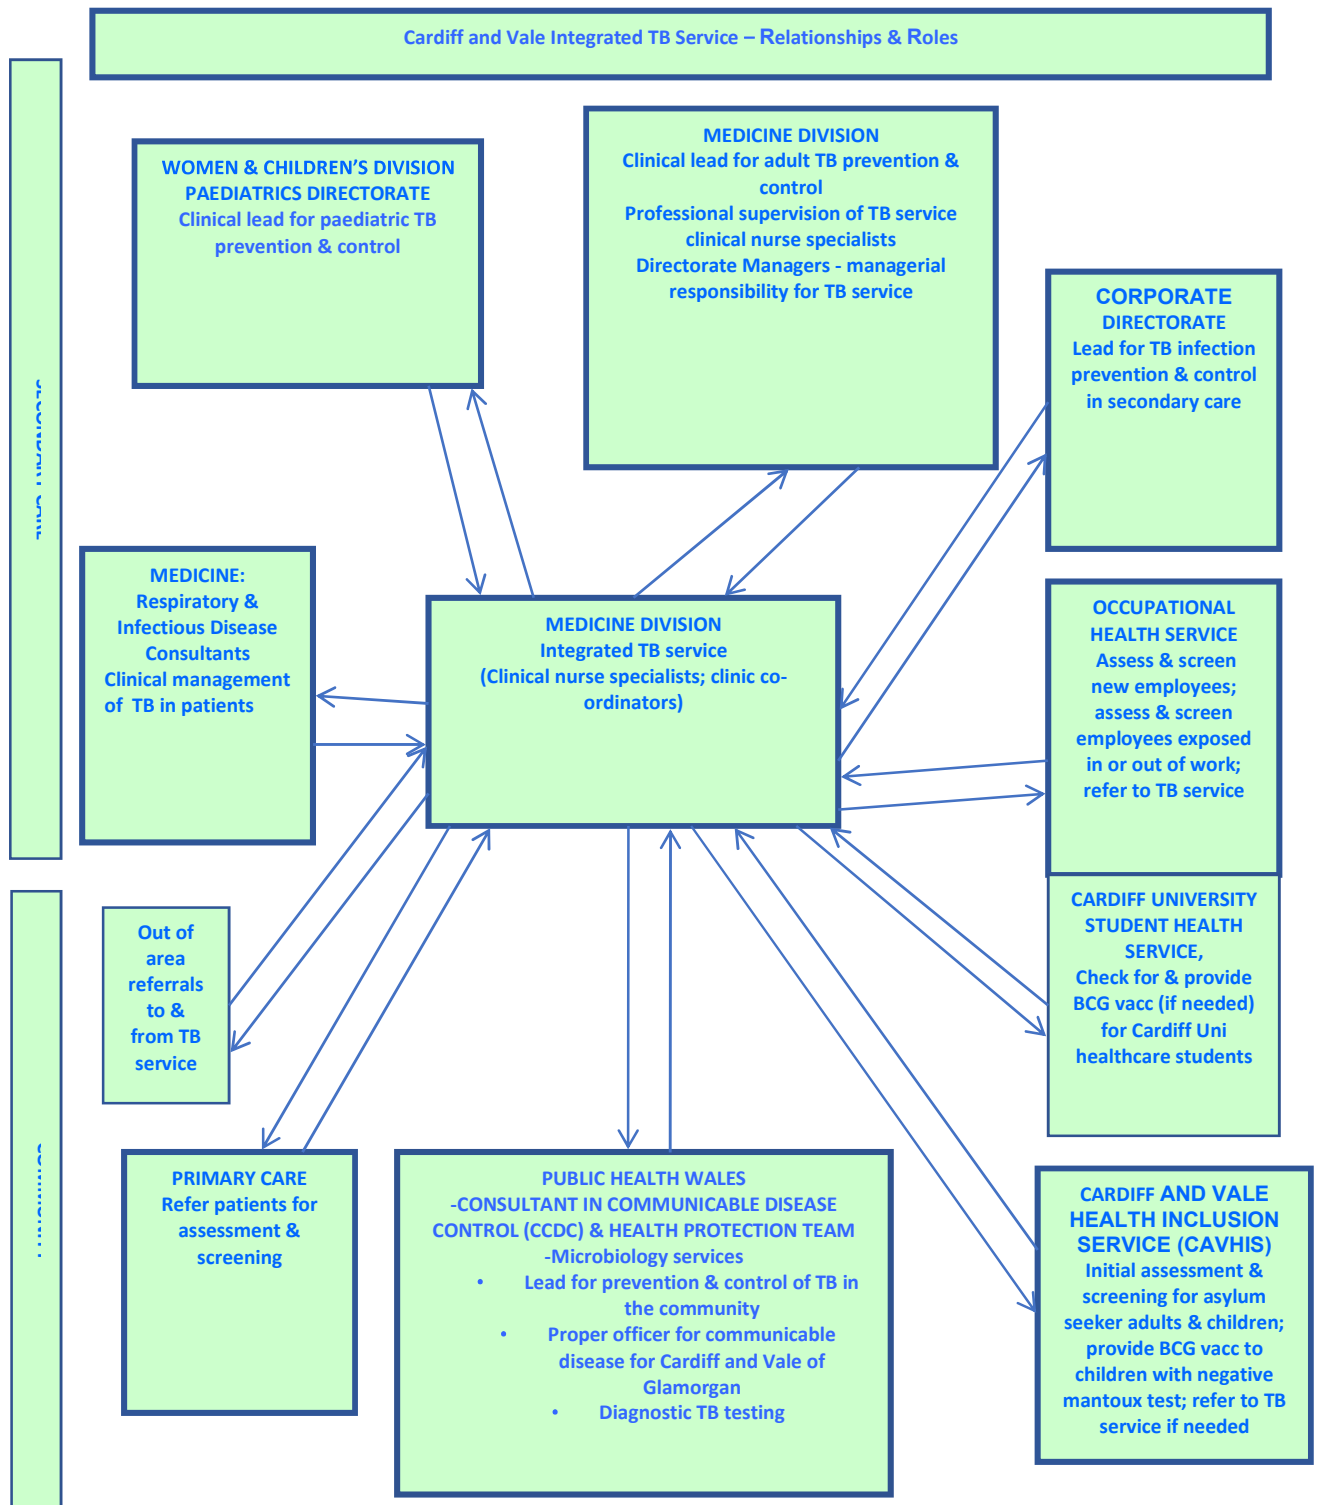 Cardiff and Vale Integrated TB Service – Relationships & Roles
WOMEN & CHILDREN'S DIVISION
PAEDIATRICS DIRECTORATE
Clinical lead for paediatric TB
prevention & control
MEDICINE DIVISION
Clinical lead for adult TB prevention &
control
Professional supervision of TB service
clinical nurse specialists
Directorate Managers - managerial
responsibility for TB service
CORPORATE
DIRECTORATE
Lead for TB infection
prevention & control
in secondary care
MEDICINE:
Respiratory &
Infectious Disease
Consultants
Clinical management
of TB in patients
MEDICINE DIVISION
Integrated TB service
(Clinical nurse specialists; clinic co-
ordinators)
OCCUPATIONAL
HEALTH SERVICE
Assess & screen
new employees;
assess & screen
employees exposed
in or out of work;
refer to TB service
CARDIFF UNIVERSITY
STUDENT HEALTH
SERVICE,
Check for & provide
BCG vacc (if needed)
for Cardiff Uni
healthcare students
Out of
area
referrals
to &
from TB
service
PRIMARY CARE
Refer patients for
assessment &
screening
PUBLIC HEALTH WALES
-CONSULTANT IN COMMUNICABLE DISEASE
CONTROL (CCDC) & HEALTH PROTECTION TEAM
-Microbiology services
• Lead for prevention & control of TB in
the community
• Proper officer for communicable
disease for Cardiff and Vale of
Glamorgan
• Diagnostic TB testing
CARDIFF AND VALE
HEALTH INCLUSION
SERVICE (CAVHIS)
Initial assessment &
screening for asylum
seeker adults & children;
provide BCG vacc to
children with negative
mantoux test; refer to TB
service if needed